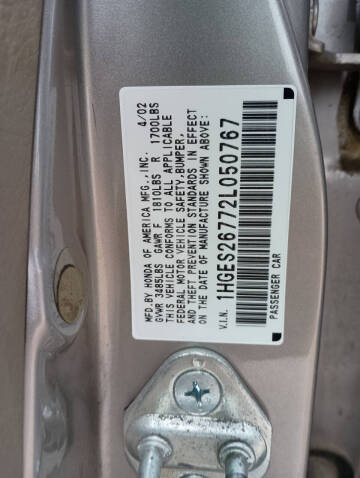 MFD.BY HONDA OF AMERICA MFG.,INC. 4/02
GVWR 3485LBS GAWR F 1810LBS R 1700LBS
THIS VEHICLE CONFORMS TO ALL APPLICABLE
FEDERAL MOTOR VEHICLE SAFETY,BUMPER,
AND THEFT PREVENTION STANDARDS IN EFFECT
ON THE DATE OF MANUFACTURE SHOWN ABOVE:
V.I.N. 1HGES26772L050767
PASSENGER CAR